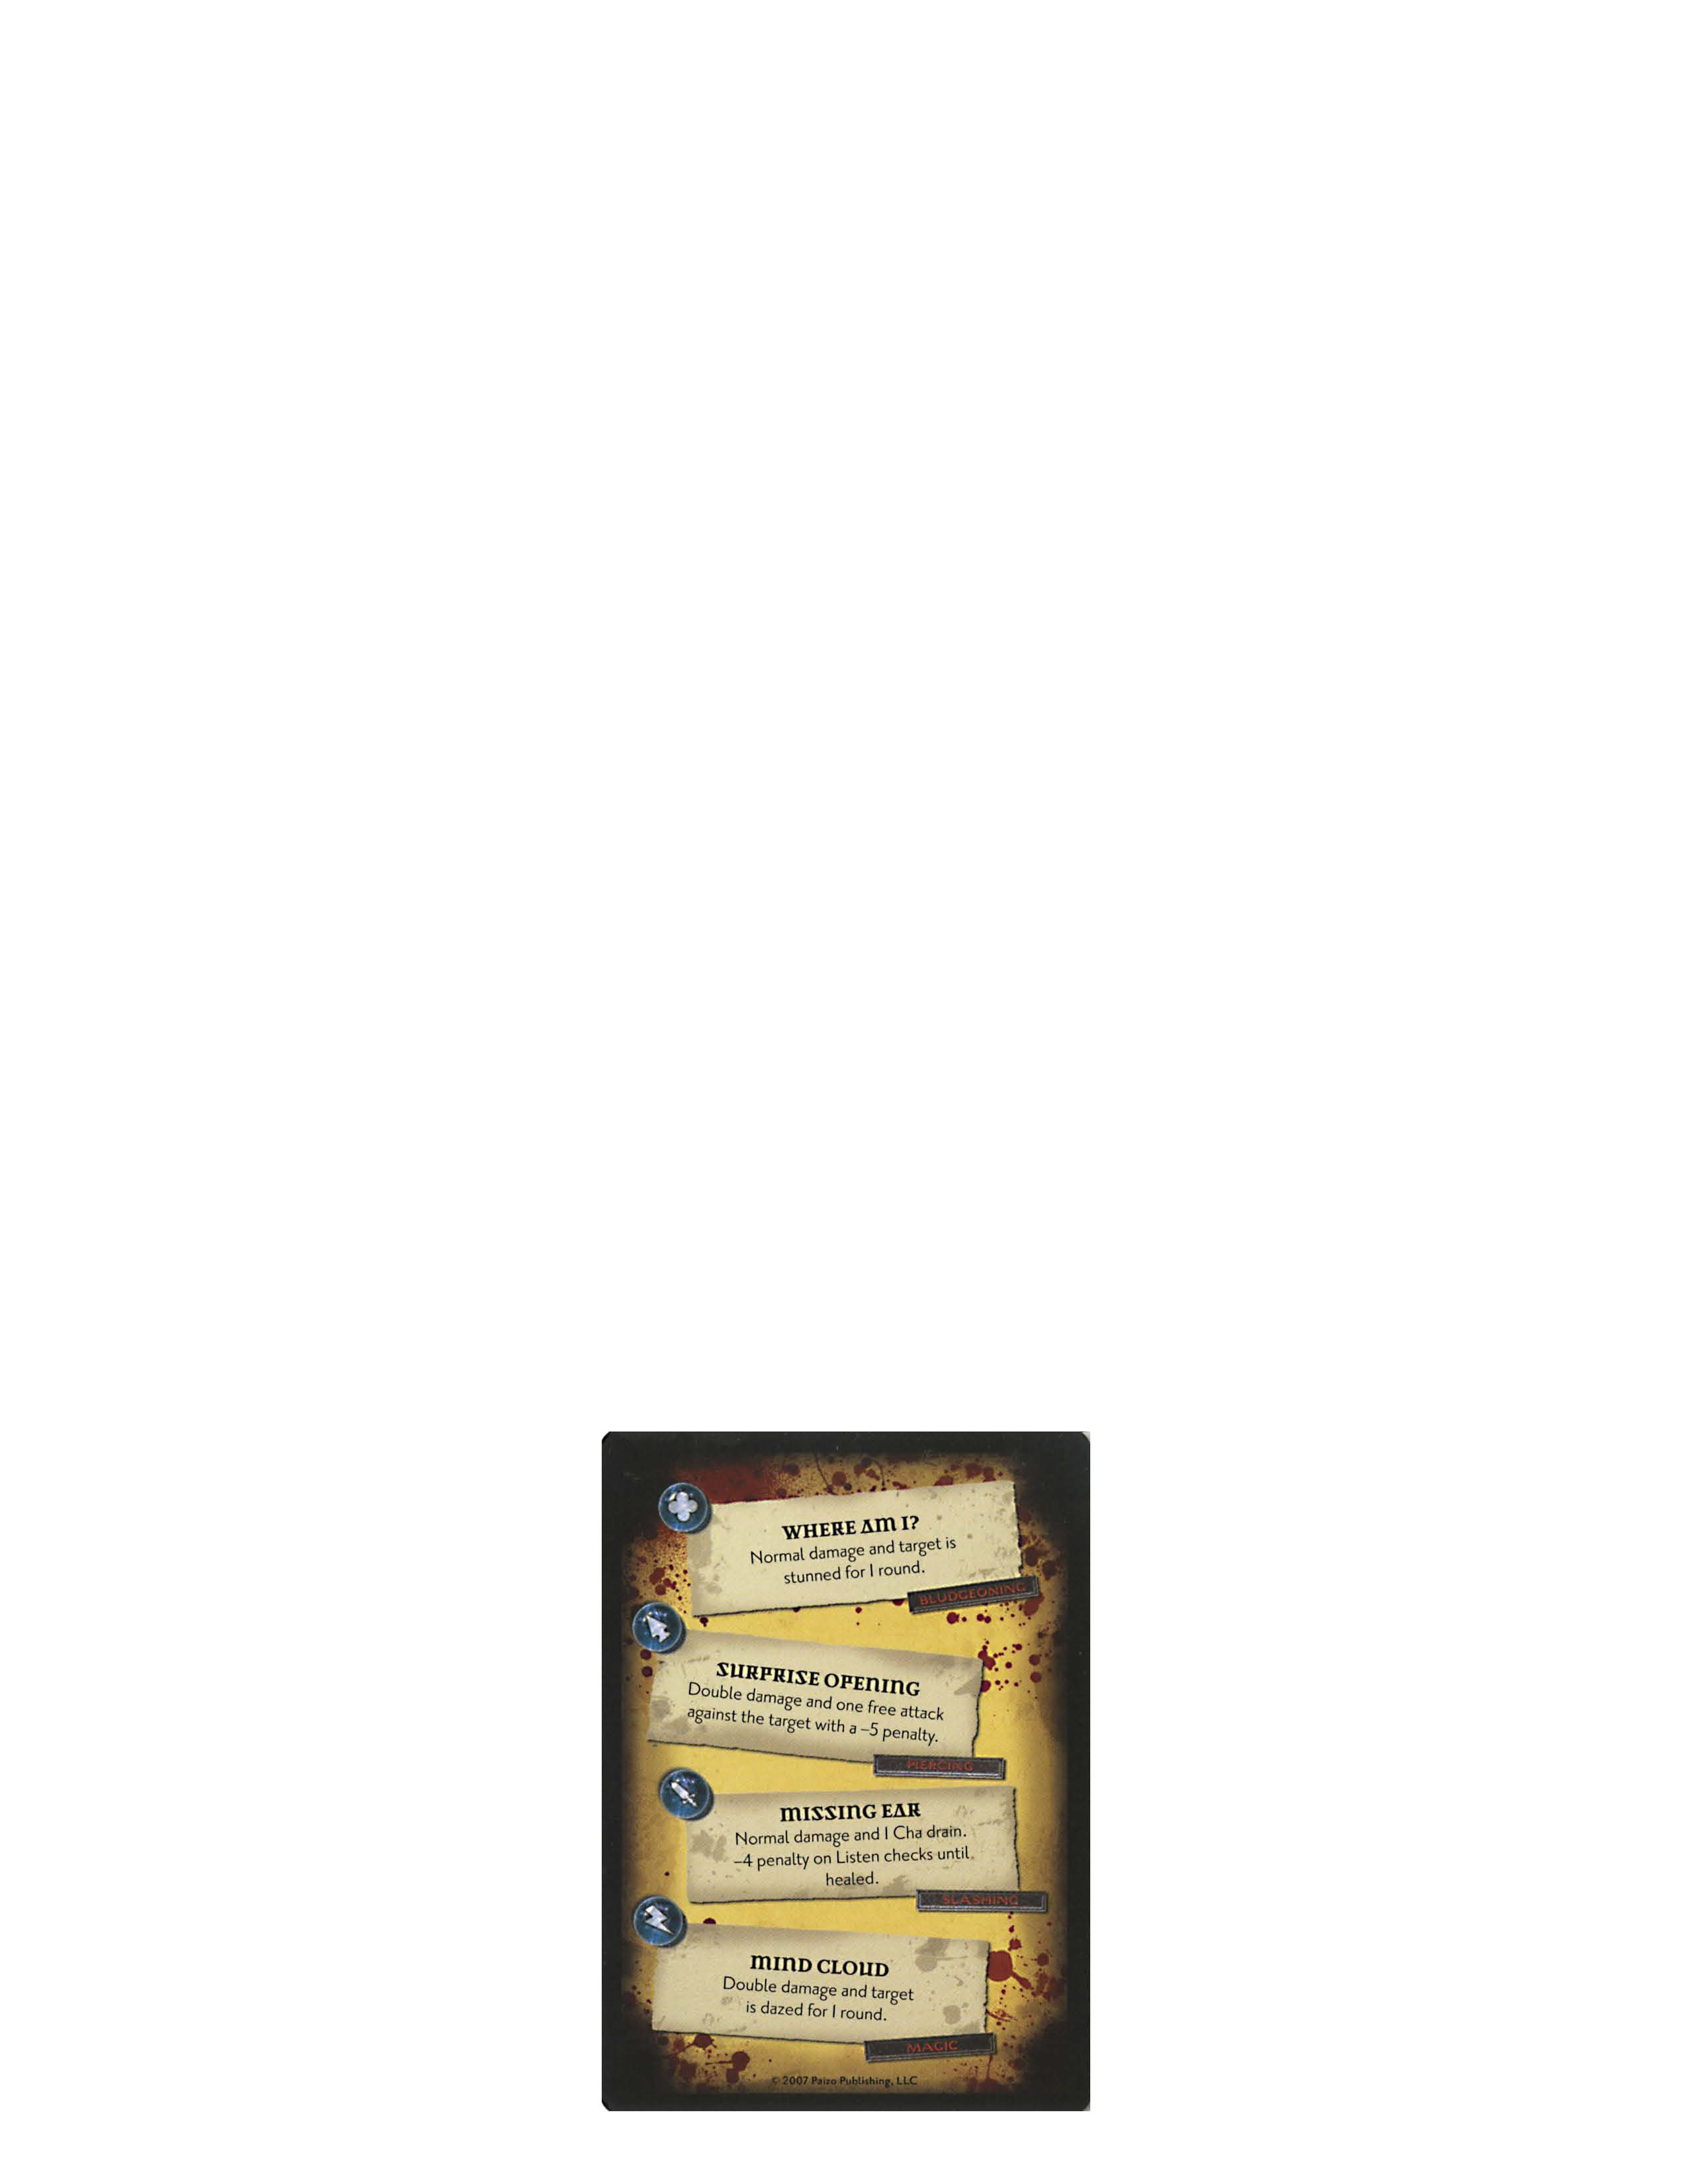 WHERE AM I?
Normal damage and target is
stunned for 1 round.
BLUDGEONING
SURPRISE OPENING
Double damage and one free attack
against the target with a –5 penalty.
PIERCING
MISSING EAR
Normal damage and 1 Cha drain.
–4 penalty on Listen checks until
healed.
SLASHING
MIND CLOUD
Double damage and target
is dazed for 1 round.
MAGIC
© 2007 Paizo Publishing, LLC